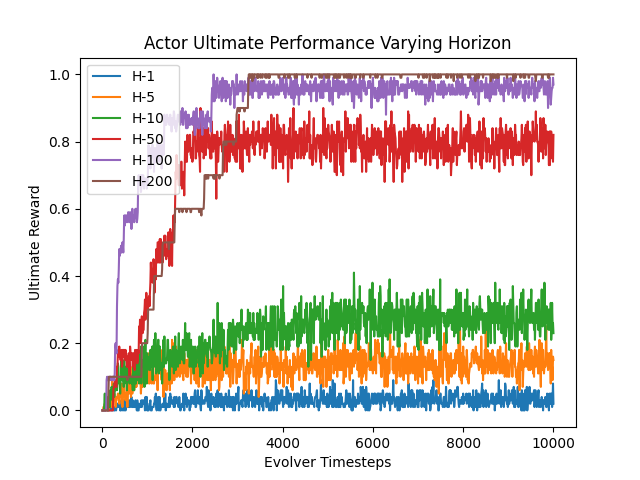 Actor Ultimate Performance Varying Horizon
Ultimate Reward
1.0
0.8
0.6
0.4
0.2
0.0
H-1
H-5
H-10
H-50
H-100
H-200
0 2000 4000 6000 8000 10000
Evolver Timesteps